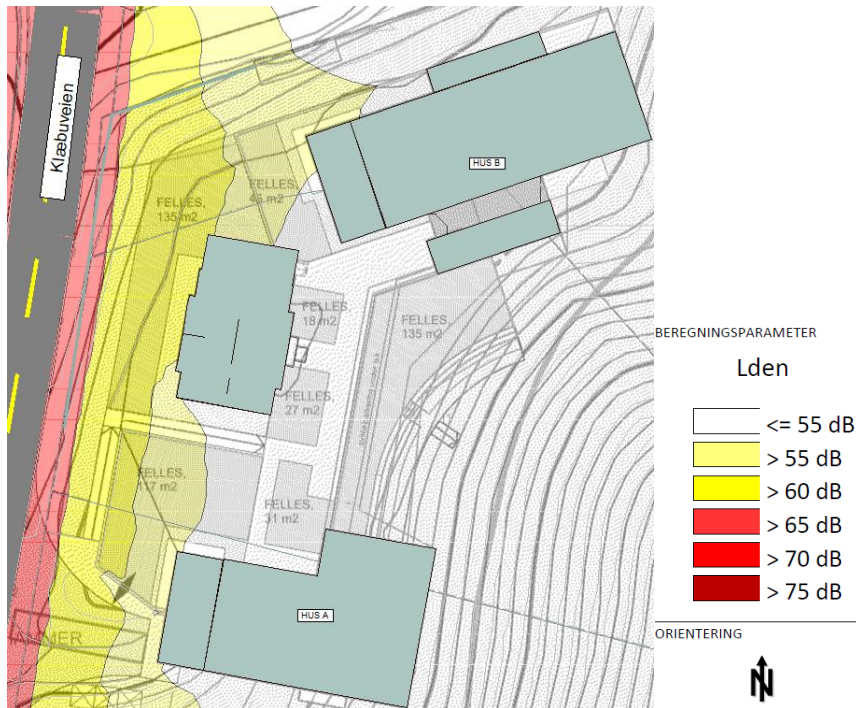 Klæbuveien
HUS B
FELLES,
45 m2
FELLES,
135 m2
FELLES,
18 m2
FELLES,
135 m2
FELLES,
27 m2
FELLES,
117 m2
FELLES,
31 m2
HUS A
MER
BEREGNINGSPARAMETER
Lden
<= 55 dB
> 55 dB
> 60 dB
> 65 dB
> 70 dB
> 75 dB
ORIENTERING
N